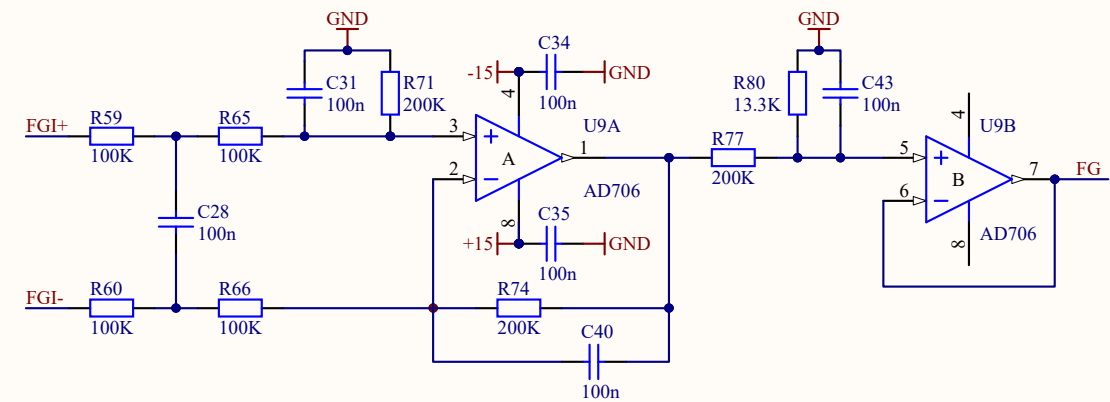 GND
GND
C34
-15
GND
C31
100n
R71
200K
4
100n
R80
13.3K
C43
100n
4
R59
R65
FGI+
100K
100K
3
U9A
1
R77
200K
U9B
5
A
2
AD706
B
7
FG
6
C28
100n
8
C35
+15
GND
100n
AD706
8
R60
R66
FGI-
100K
100K
R74
200K
C40
100n